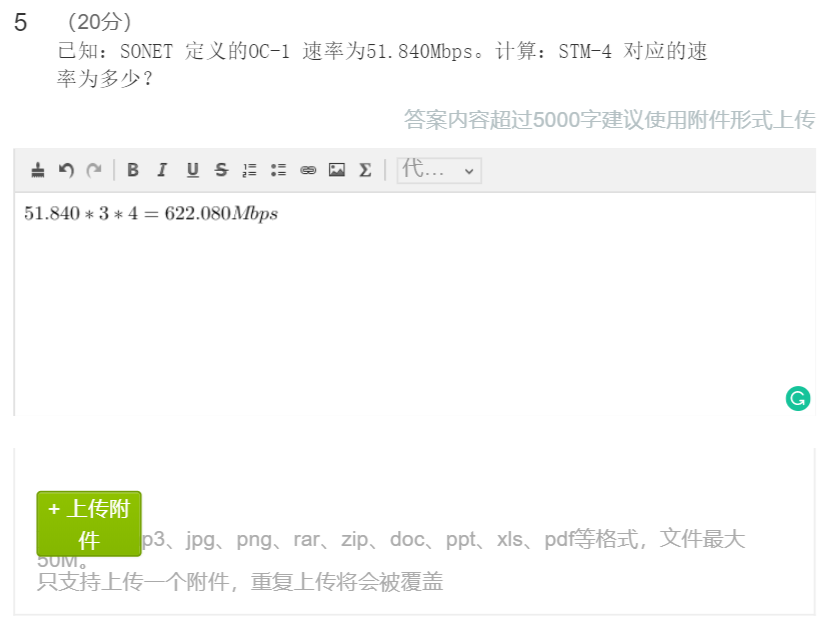 5 （20分）
已知：SONET 定义的OC-1 速率为51.840Mbps。计算：STM-4 对应的速
率为多少？
答案内容超过5000字建议使用附件形式上传
B I U S Σ 代...
51.840 * 3 * 4 = 622.080Mbps
+ 上传附
件
p3、jpg、png、rar、zip、doc、ppt、xls、pdf等格式，文件最大
50M。
只支持上传一个附件，重复上传将会被覆盖